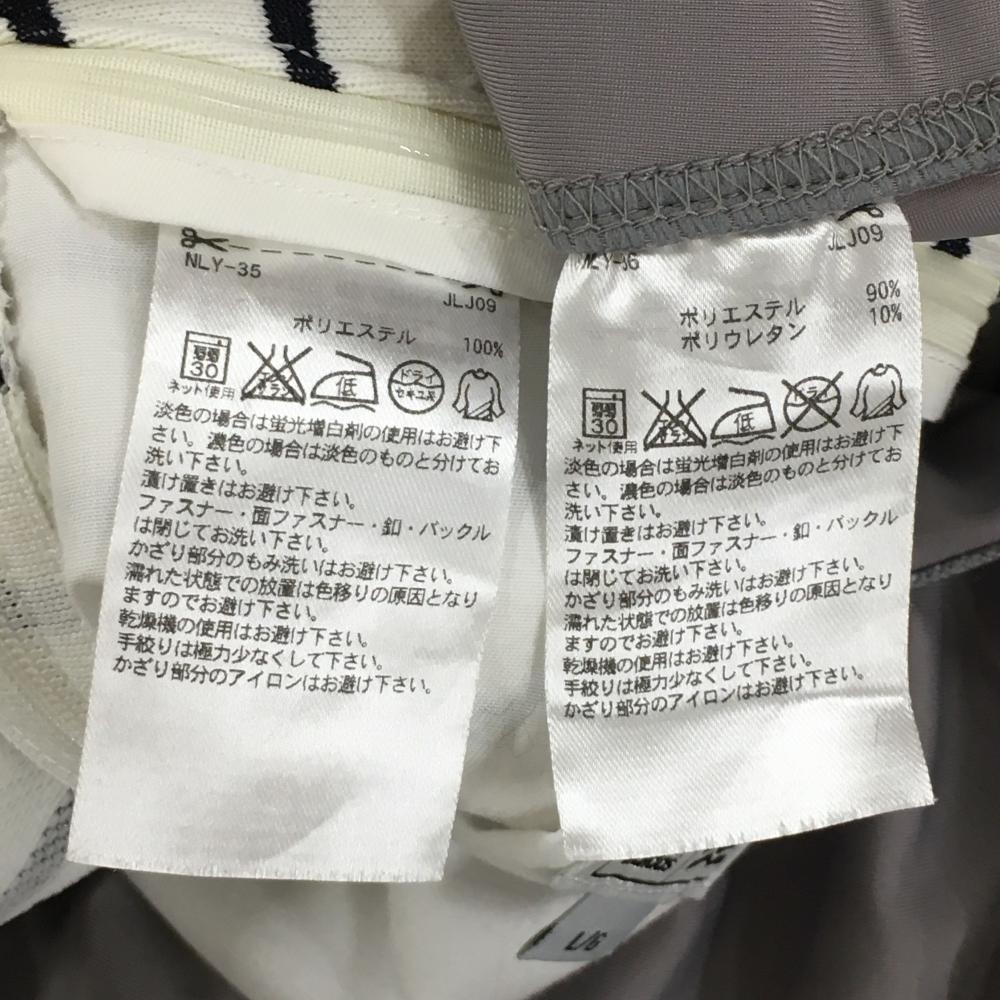 NLY-35
JLJ09
ポリエステル 100%
30
ネット使用
低
ドライ
セキユ系
淡色の場合は蛍光増白剤の使用はお避け下
さい。濃色の場合は淡色のものと分けてお
洗い下さい。
漬け置きはお避け下さい。
ファスナー・面ファスナー・釦・バックル
は閉じてお洗い下さい。
かざり部分のもみ洗いはお避け下さい。
濡れた状態での放置は色移りの原因となり
ますのでお避け下さい。
乾燥機の使用はお避け下さい。
手絞りは極力少なくして下さい。
かざり部分のアイロンはお避け下さい。
JLJ09
ポリエステル 90%
ポリウレタン 10%
30
ネット使用
低
淡色の場合は蛍光増白剤の使用はお避け下
さい。濃色の場合は淡色のものと分けてお
洗い下さい。
漬け置きはお避け下さい。
ファスナー・面ファスナー・釦・バックル
は閉じてお洗い下さい。
かざり部分のもみ洗いはお避け下さい。
濡れた状態での放置は色移りの原因となり
ますのでお避け下さい。
乾燥機の使用はお避け下さい。
手絞りは極力少なくして下さい。
かざり部分のアイロンはお避け下さい。
L/G